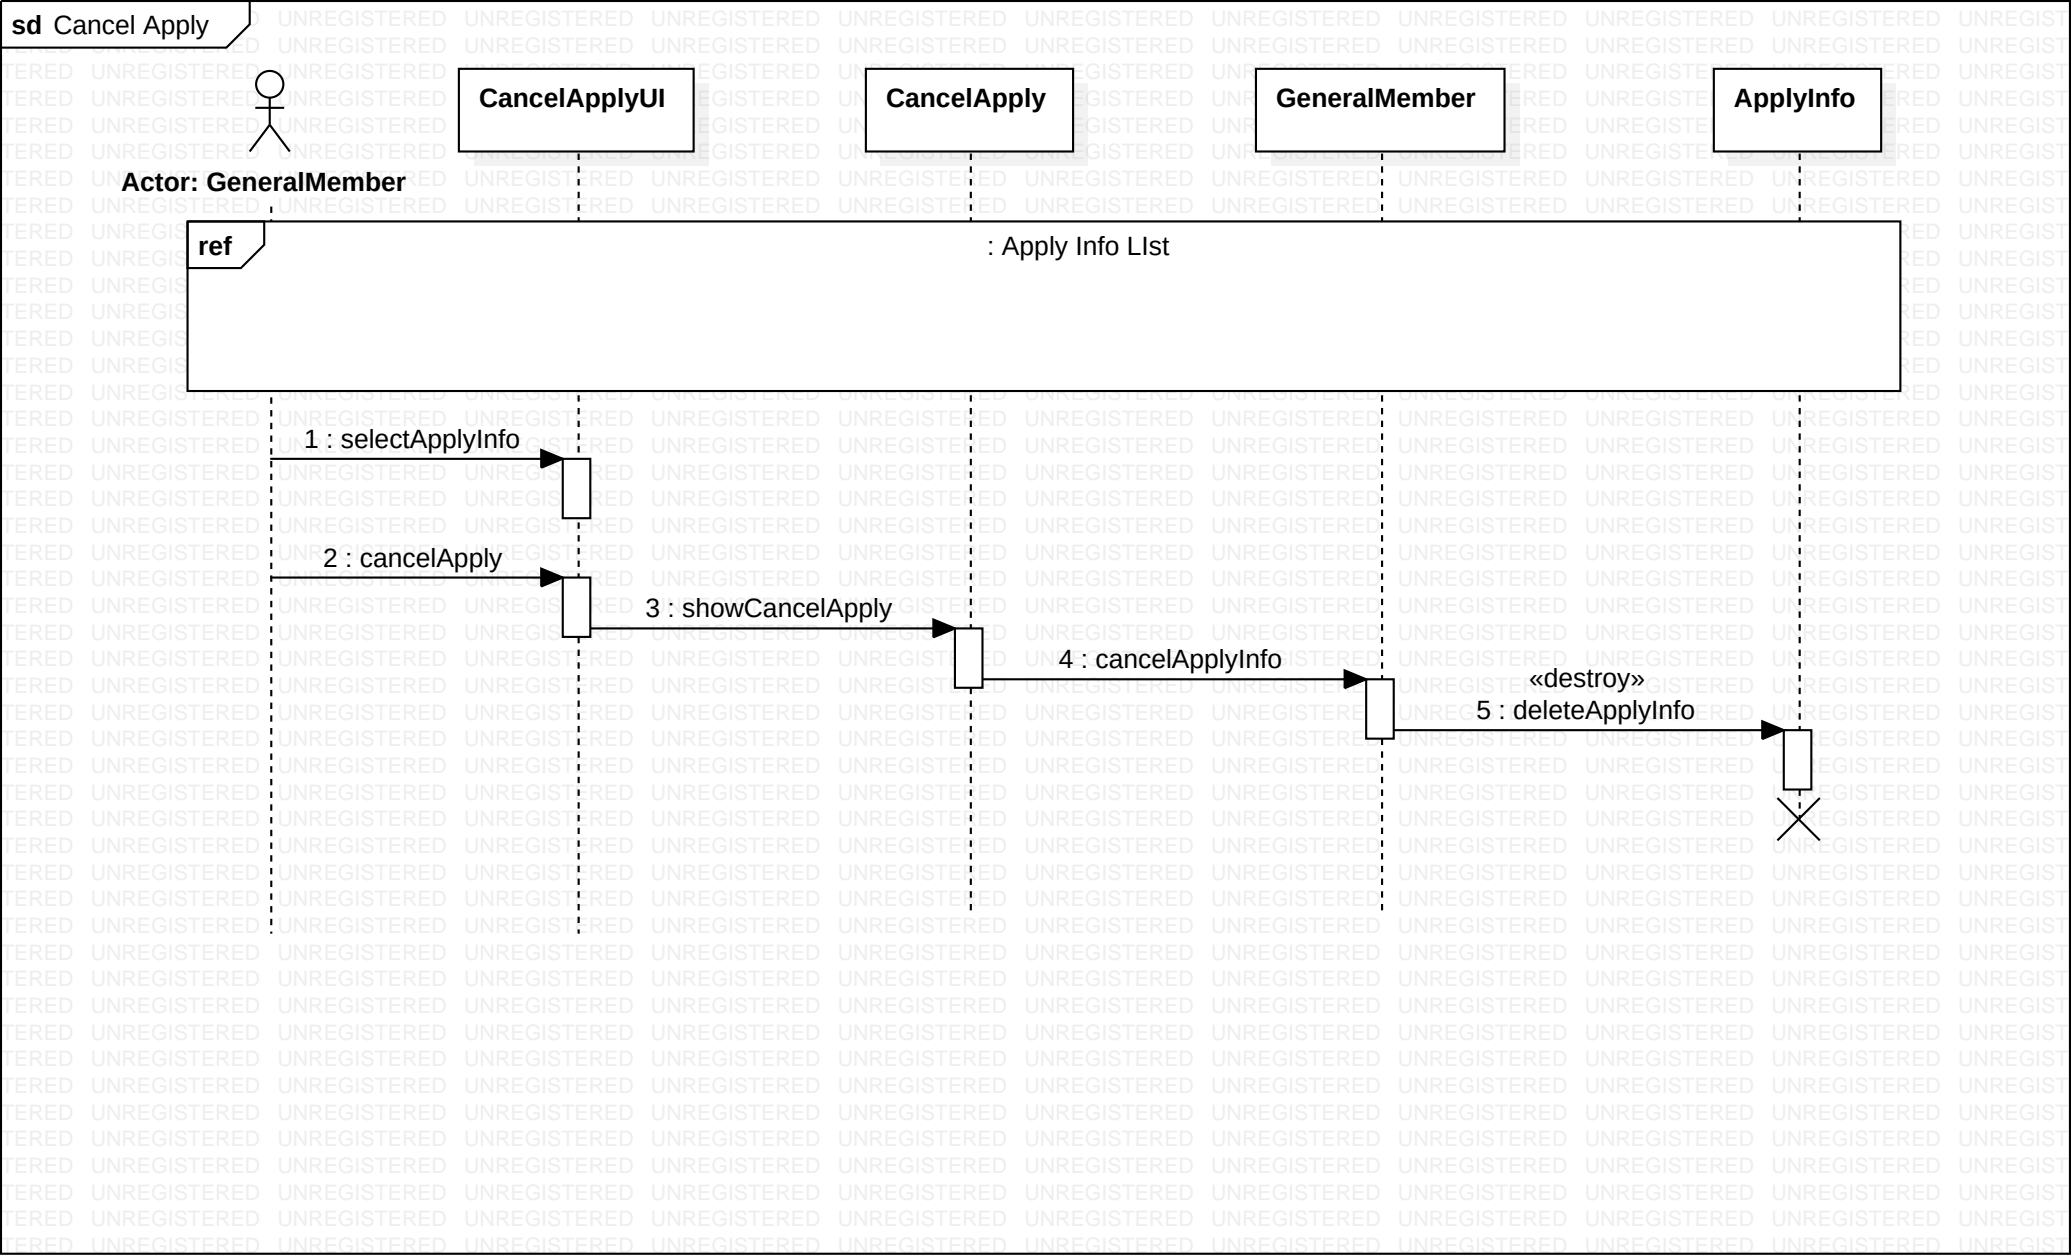 sd Cancel Apply
CancelApplyUI
CancelApply
GeneralMember
ApplyInfo
Actor: GeneralMember
ref
: Apply Info LIst
1 : selectApplyInfo
2 : cancelApply
3 : showCancelApply
4 : cancelApplyInfo
«destroy»
5 : deleteApplyInfo
UNREGISTERED